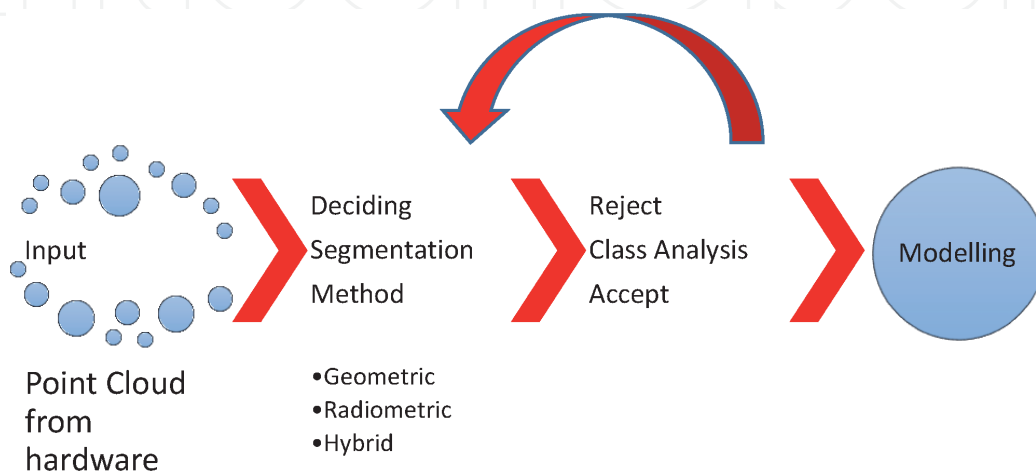 Input
Point Cloud
from
hardware
Deciding
Segmentation
Method
•Geometric
•Radiometric
•Hybrid
Reject
Class Analysis
Accept
Modelling